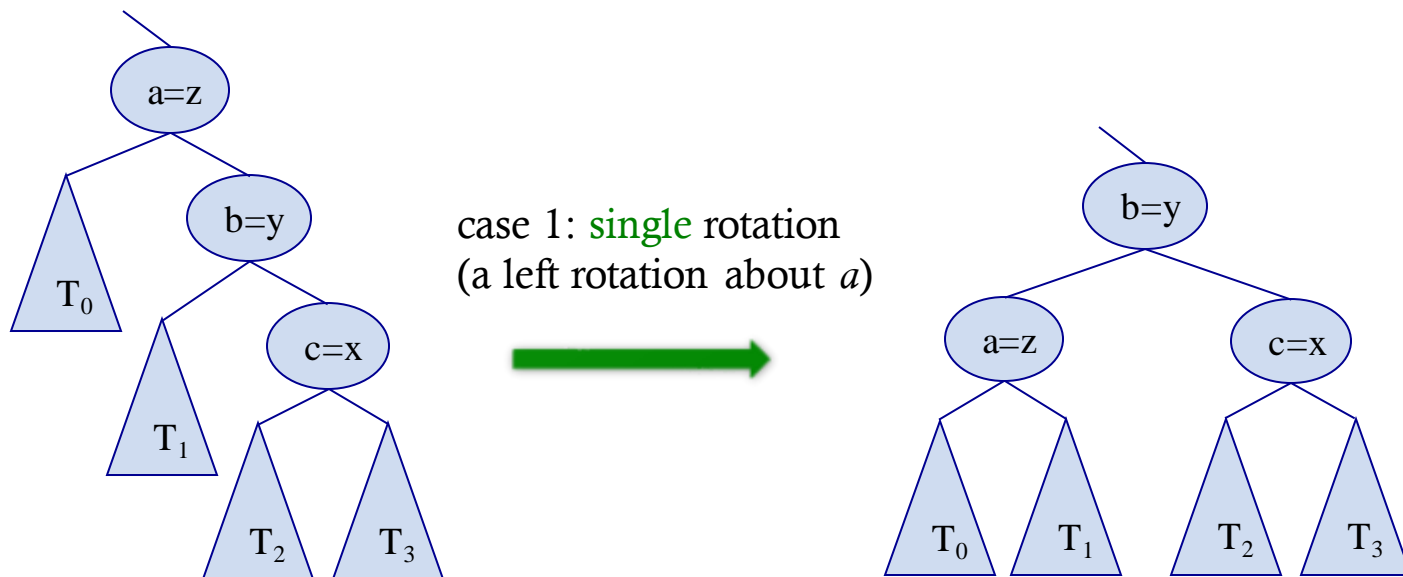 a=z
b=y
T₀
c=x
T₁
T₂
T₃
case 1: single rotation
(a left rotation about a)
b=y
a=z
c=x
T₀
T₁
T₂
T₃